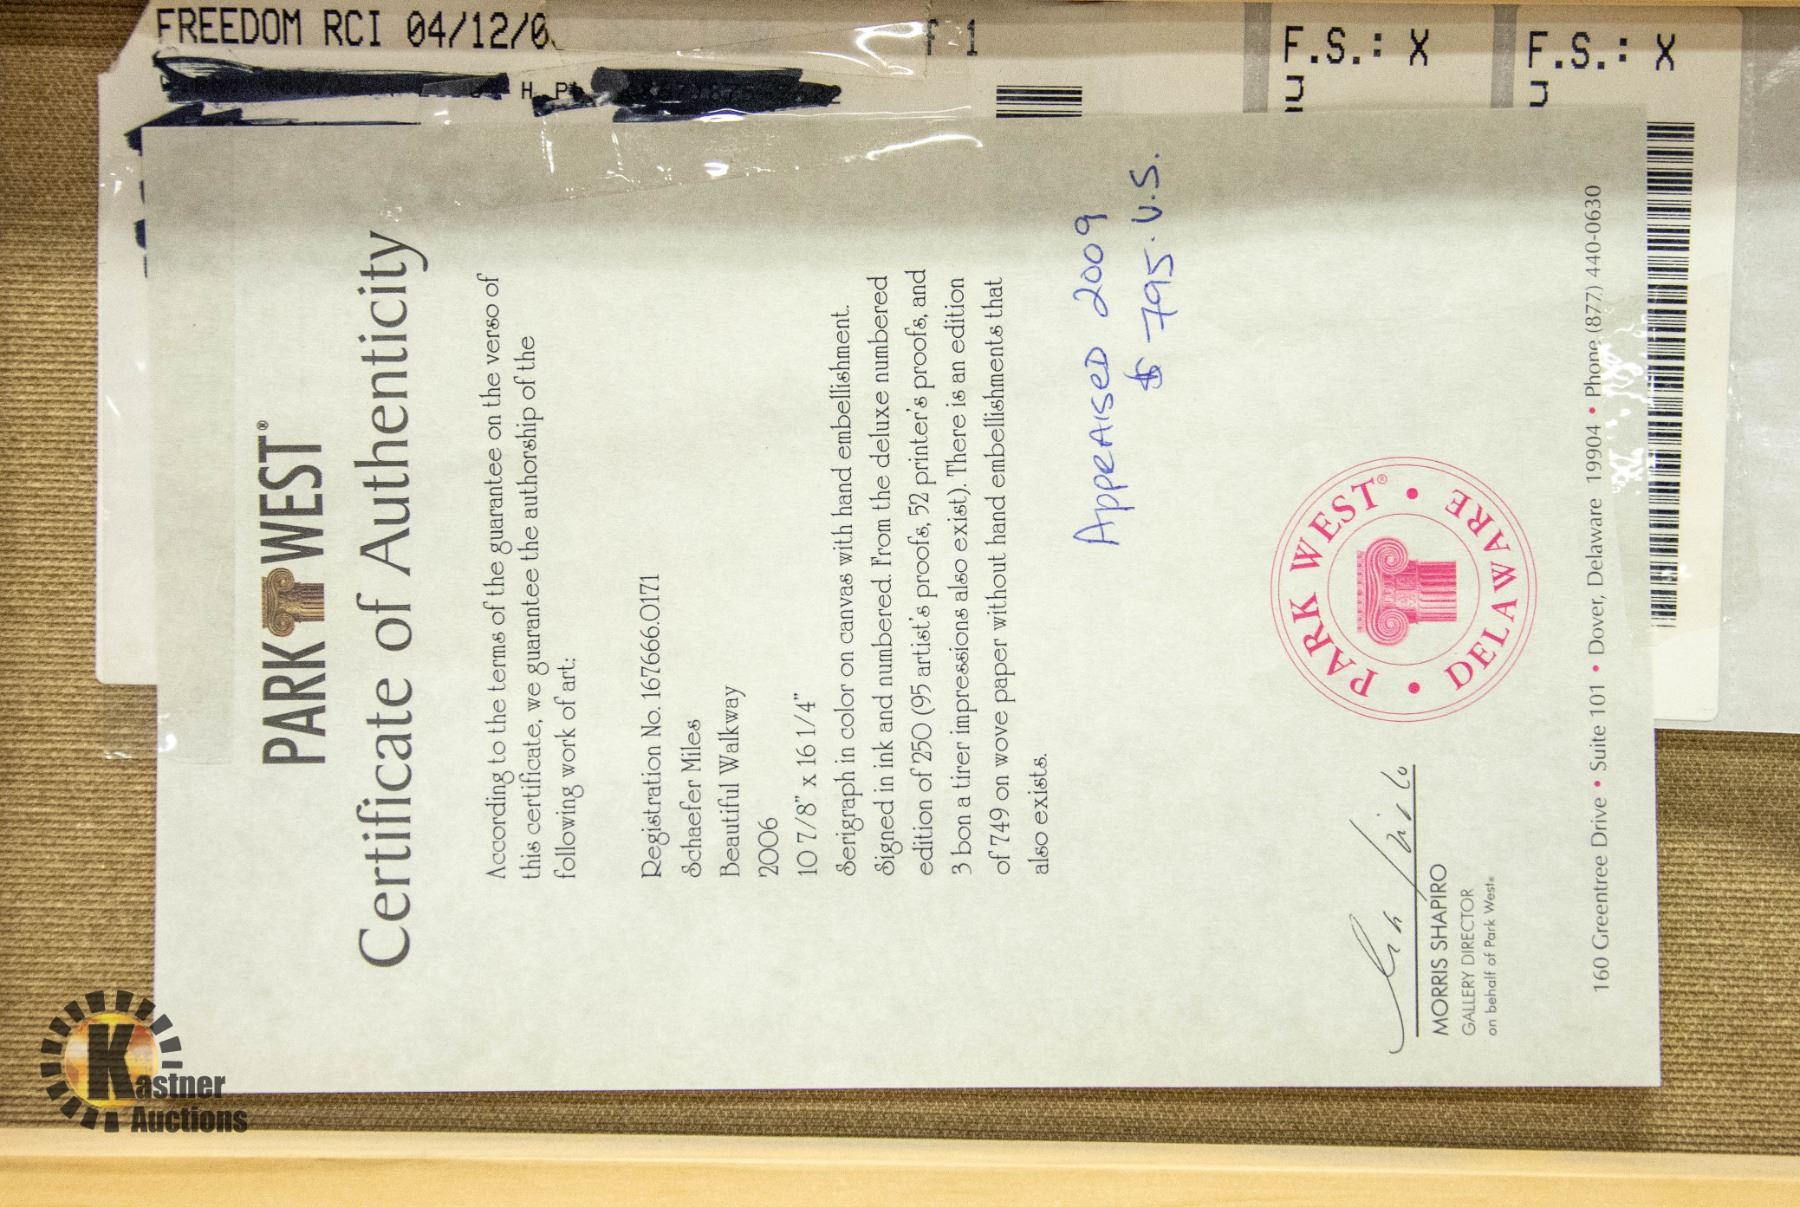 FREEDOM RCI 04/12/0
F 1
H P
F.S.: X
F.S.: X
PARK WEST®
Certificate of Authenticity
According to the terms of the guarantee on the verso of
this certificate, we guarantee the authorship of the
following work of art:
Registration No. 167666.0171
Schaefer Miles
Beautiful Walkway
2006
10 7/8" x 16 1/4"
Serigraph in color on canvas with hand embellishment.
Signed in ink and numbered. From the deluxe numbered
edition of 250 (95 artist's proofs, 52 printer's proofs, and
3 bon a tirer impressions also exist). There is an edition
of 749 on wove paper without hand embellishments that
also exists.
Appraised 2009
$ 795. U.S.
PARK WEST® • DELAWARE •
MORRIS SHAPIRO
GALLERY DIRECTOR
on behalf of Park West®
160 Greentree Drive • Suite 101 • Dover, Delaware 19904 • Phone (877) 440-0630
Kastner
Auctions